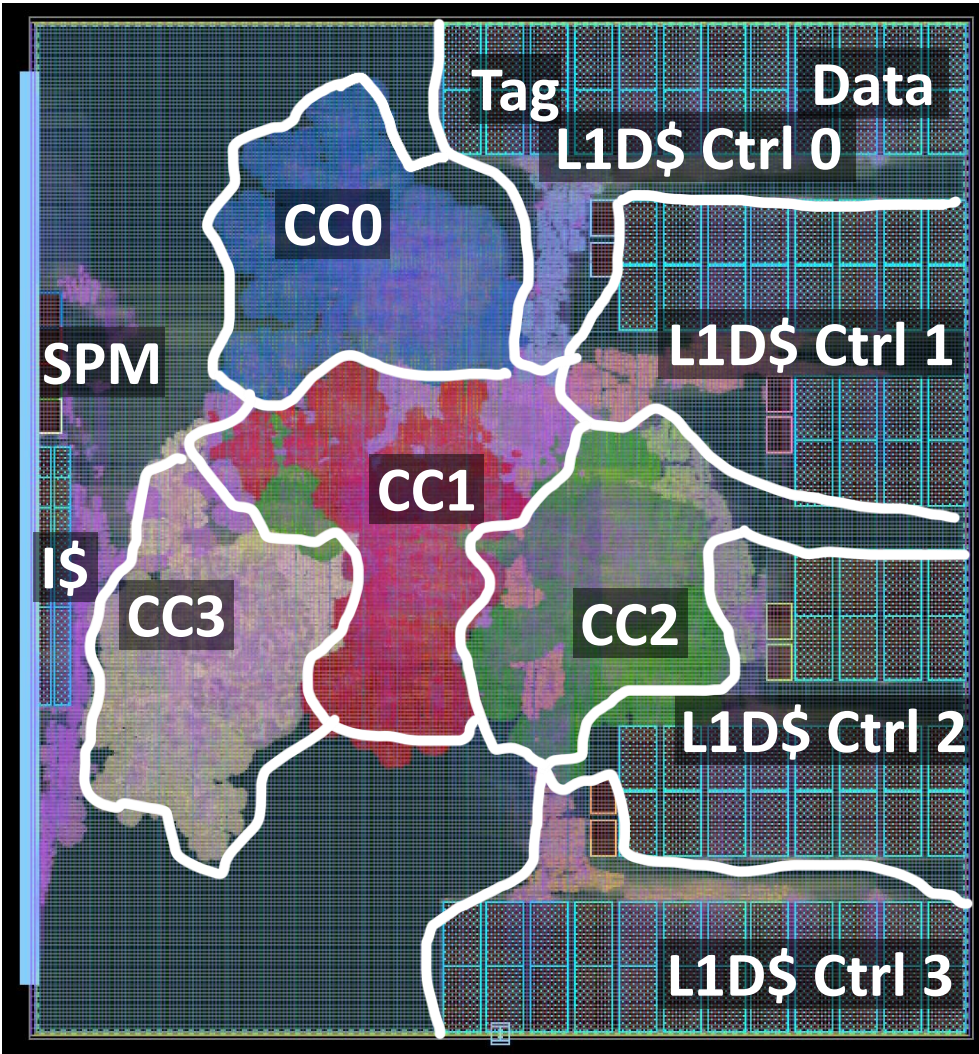 Tag
Data
L1D$ Ctrl 0
CC0
L1D$ Ctrl 1
SPM
CC1
I$
CC3
CC2
L1D$ Ctrl 2
L1D$ Ctrl 3